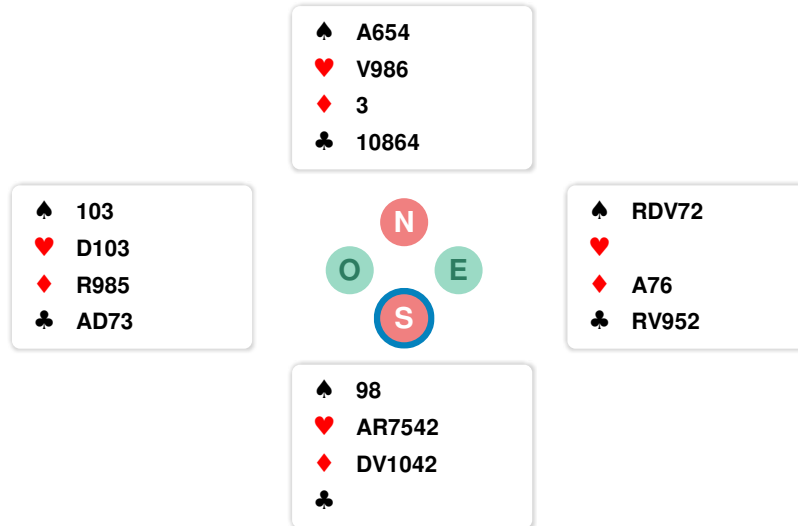 ♠ A654
♥ V986
♦ 3
♣ 10864
♠ 103
♥ D103
♦ R985
♣ AD73
N
O E
S
♠ RDV72
♥
♦ A76
♣ RV952
♠ 98
♥ AR7542
♦ DV1042
♣